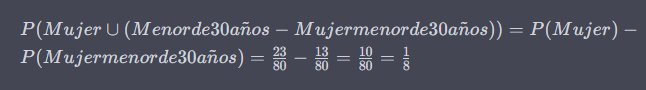 P(Mujer ∪ (Menorde30años − Mujermenorde30años)) = P(Mujer) −
P(Mujermenorde30años) = 23/80 − 13/80 = 10/80 = 1/8